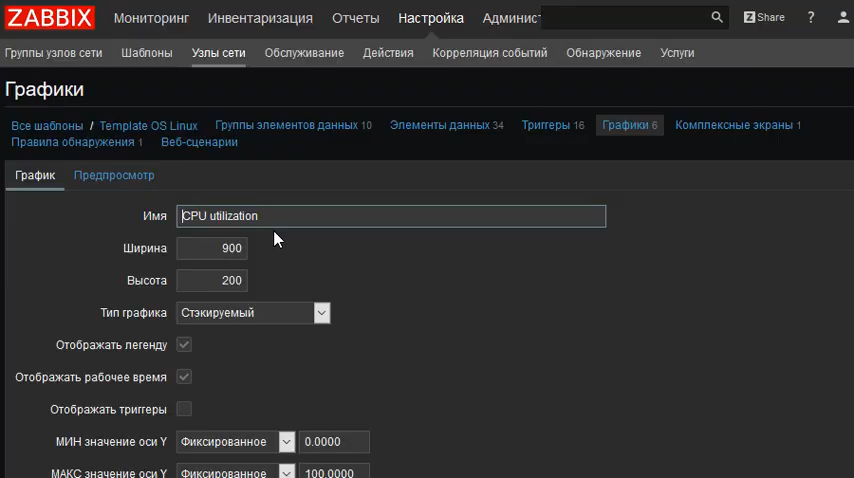 ZABBIX Мониторинг Инвентаризация Отчеты Настройка Админист Share ?
Группы узлов сети Шаблоны Узлы сети Обслуживание Действия Корреляция событий Обнаружение Услуги
Графики
Все шаблоны / Template OS Linux Группы элементов данных 10 Элементы данных 34 Триггеры 16 Графики 6 Комплексные экраны 1
Правила обнаружения 1 Веб-сценарии
График Предпросмотр
Имя CPU utilization
Ширина 900
Высота 200
Тип графика Стэкируемый
Отображать легенду
Отображать рабочее время
Отображать триггеры
МИН значение оси Y Фиксированное 0.0000
МАКС значение оси Y Фиксированное 100.0000